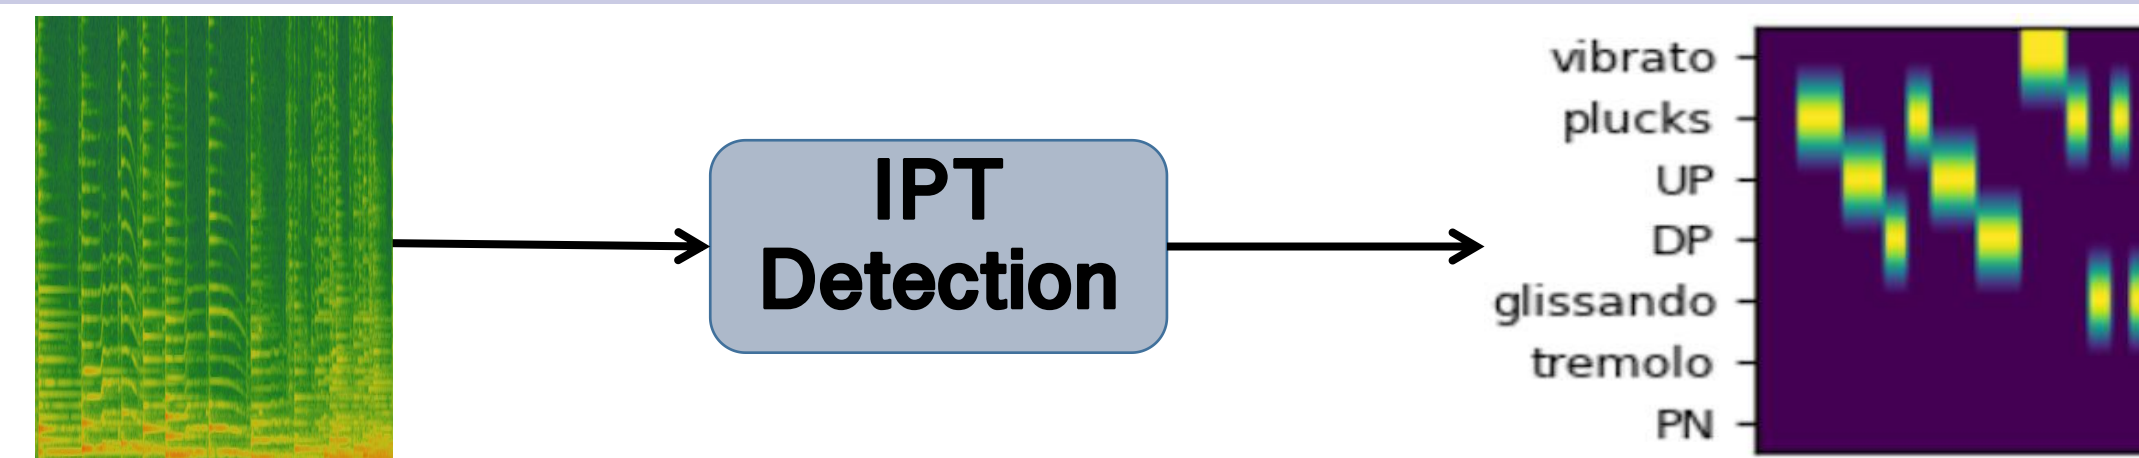 IPT
Detection
vibrato
plucks
UP
DP
glissando
tremolo
PN